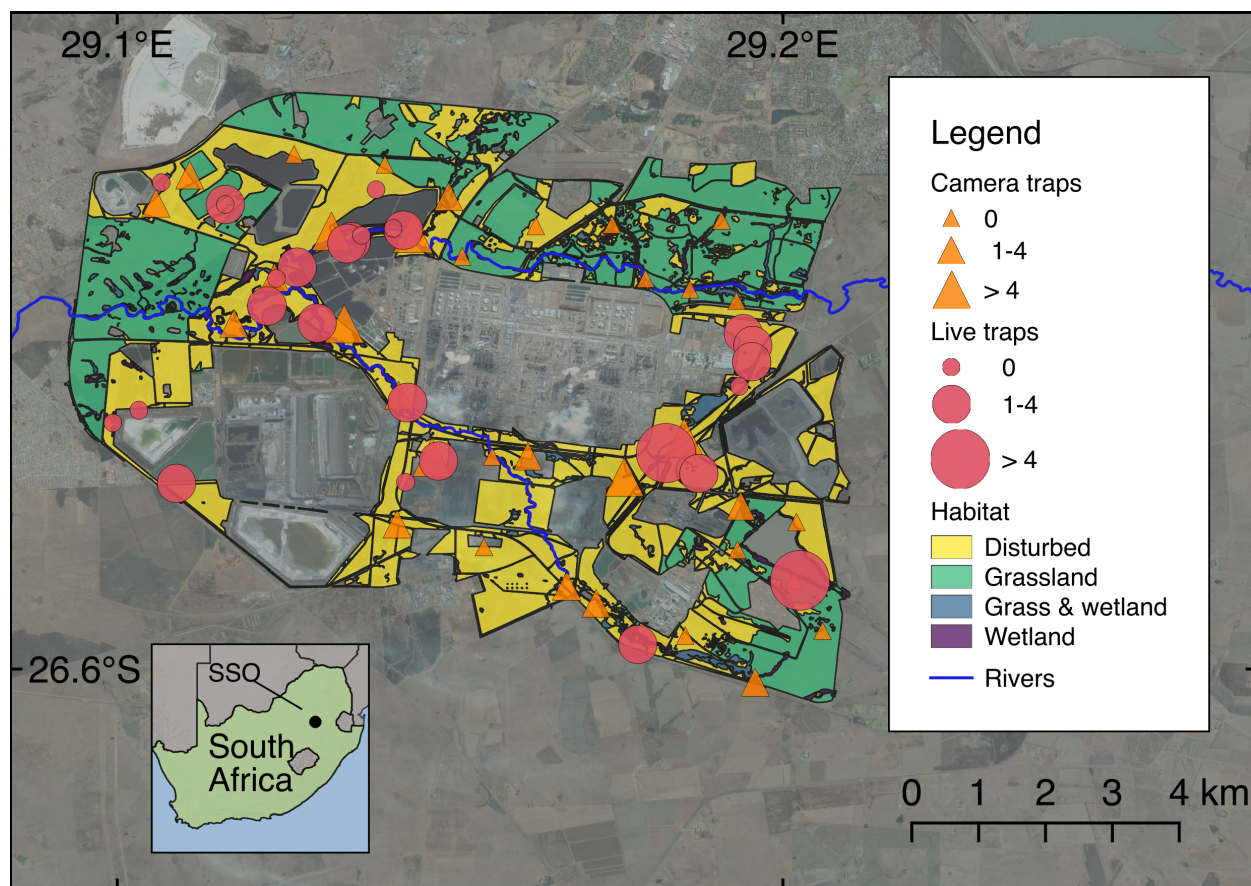 29.1°E
29.2°E
Legend
Camera traps
0
1-4
> 4
Live traps
0
1-4
> 4
Habitat
Disturbed
Grassland
Grass & wetland
Wetland
Rivers
26.6°S
SSO
South
Africa
0 1 2 3 4 km